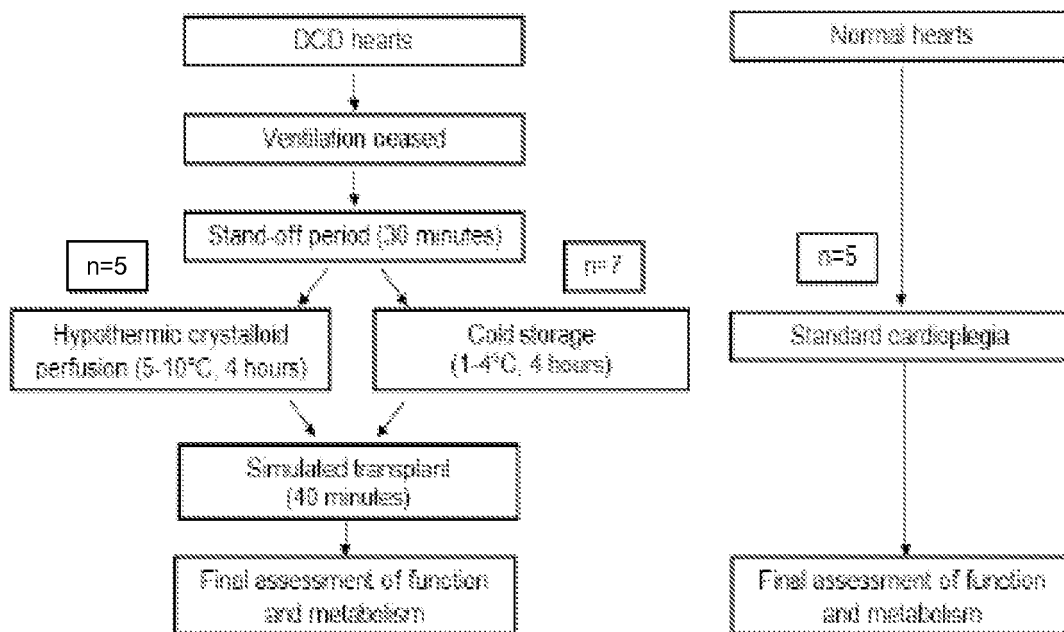 DCD hearts
Ventilation ceased
Stand-off period (30 minutes)
n=5
n=7
Hypothermic crystalloid
perfusion (5-10°C, 4 hours)
Cold storage
(1-4°C, 4 hours)
Simulated transplant
(40 minutes)
Final assessment of function
and metabolism
Normal hearts
n=5
Standard cardioplegia
Final assessment of function
and metabolism